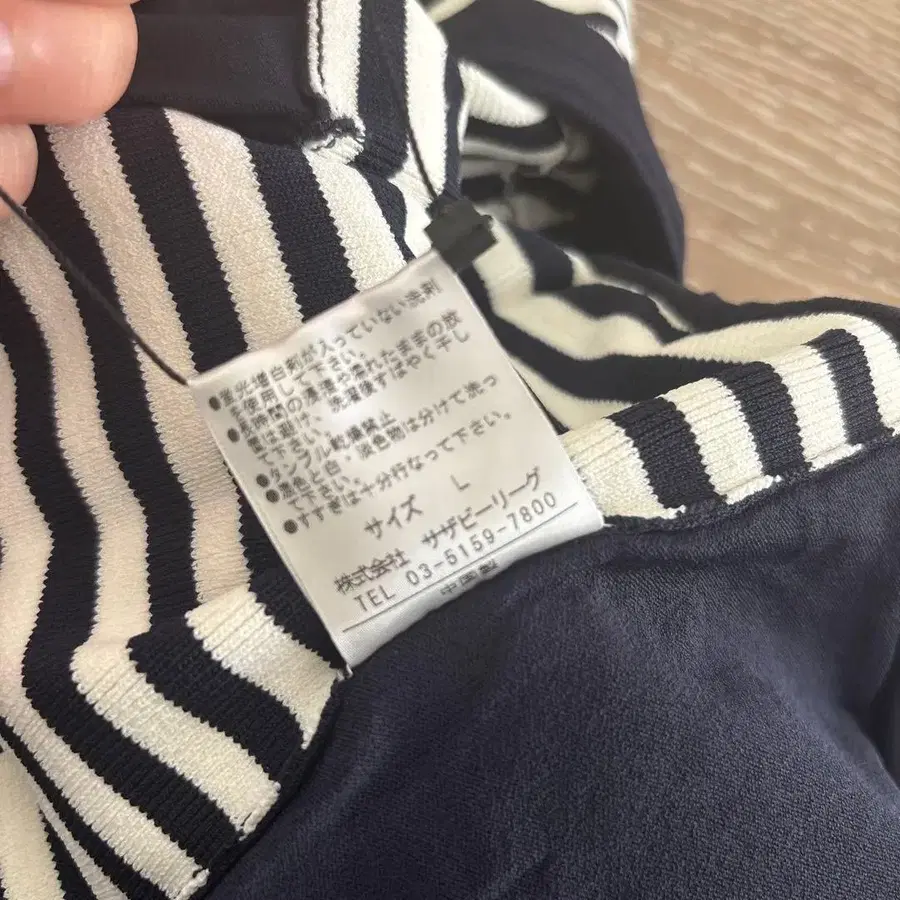 ●蛍光増白剤が入っていない洗剤
を使用して下さい。
●長時間の浸漬や濡れたままの放
置は避け、洗濯後すばやく干し
て下さい。
●タンブル乾燥禁止
●濃色と白・淡色物は分けて洗っ
て下さい。
●すすぎは十分行なって下さい。
サイズ L
株式会社 サザビーリーグ
TEL 03-5159-7800
中国製